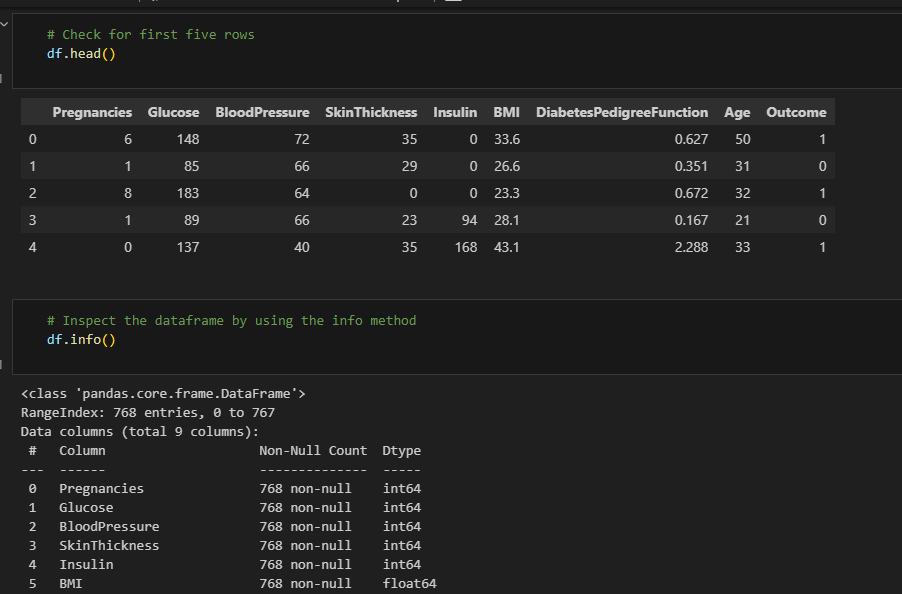 # Check for first five rows
df.head()
Pregnancies Glucose BloodPressure SkinThickness Insulin BMI DiabetesPedigreeFunction Age Outcome
0 6 148 72 35 0 33.6 0.627 50 1
1 1 85 66 29 0 26.6 0.351 31 0
2 8 183 64 0 0 23.3 0.672 32 1
3 1 89 66 23 94 28.1 0.167 21 0
4 0 137 40 35 168 43.1 2.288 33 1
# Inspect the dataframe by using the info method
df.info()
<class 'pandas.core.frame.DataFrame'>
RangeIndex: 768 entries, 0 to 767
Data columns (total 9 columns):
# Column Non-Null Count Dtype
--- ------ -------------- -----
0 Pregnancies 768 non-null int64
1 Glucose 768 non-null int64
2 BloodPressure 768 non-null int64
3 SkinThickness 768 non-null int64
4 Insulin 768 non-null int64
5 BMI 768 non-null float64